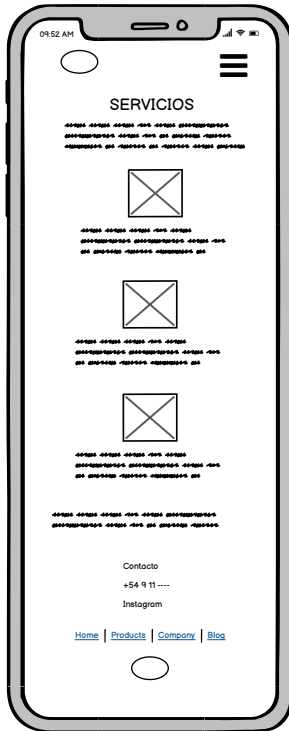 09:52 AM
SERVICIOS
Contacto
+54 9 11 ----
Instagram
Home | Products | Company | Blog